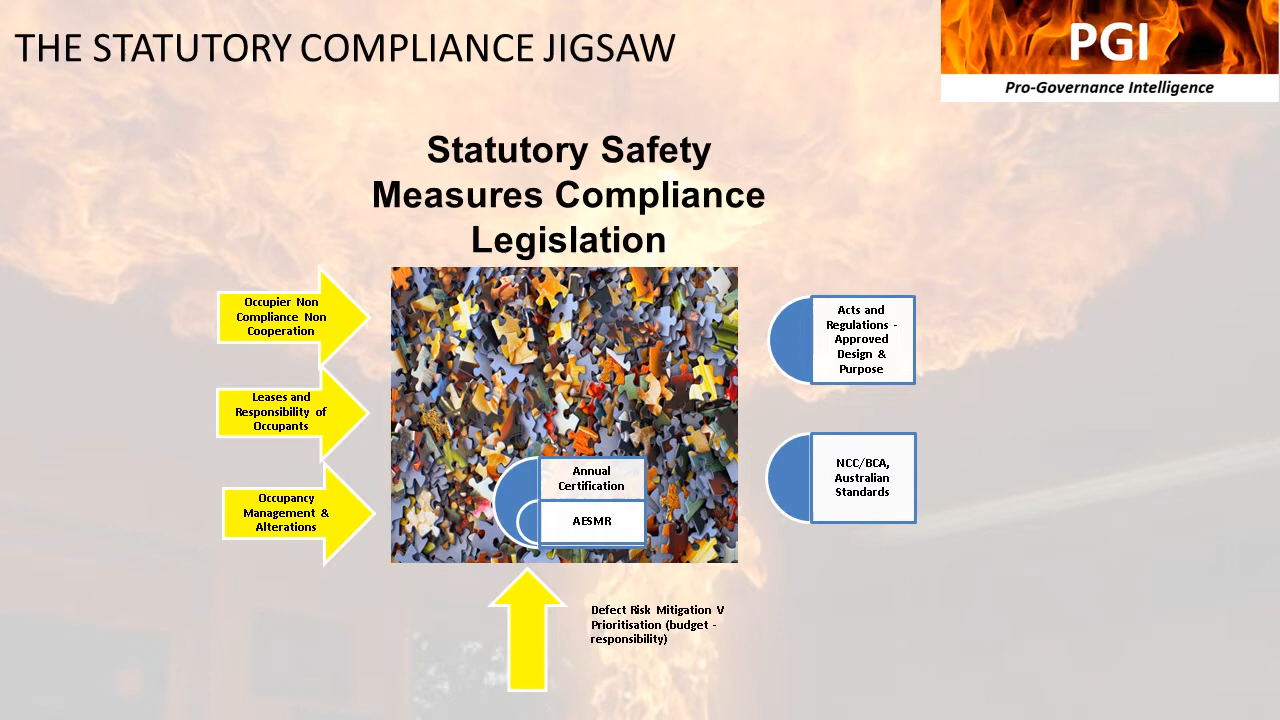 THE STATUTORY COMPLIANCE JIGSAW
PGI
Pro-Governance Intelligence
Statutory Safety
Measures Compliance
Legislation
Occupier Non
Compliance Non
Cooperation
Leases and
Responsibility of
Occupants
Occupancy
Management &
Alterations
Annual
Certification
AESMR
Acts and
Regulations -
Approved
Design &
Purpose
NCC/BCA,
Australian
Standards
Defect Risk Mitigation V
Prioritisation (budget -
responsibility)